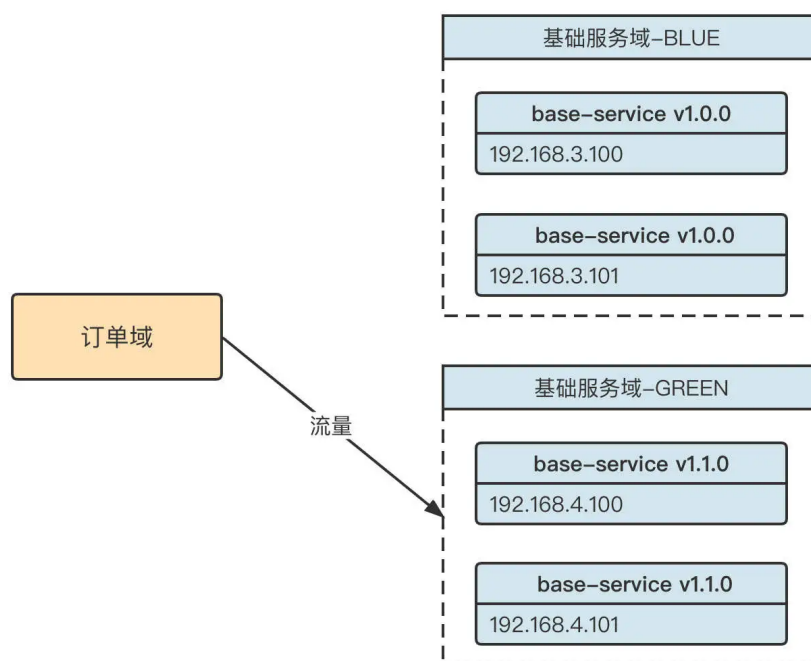 基础服务域-BLUE
base-service v1.0.0
192.168.3.100
base-service v1.0.0
192.168.3.101
订单域
流量
基础服务域-GREEN
base-service v1.1.0
192.168.4.100
base-service v1.1.0
192.168.4.101